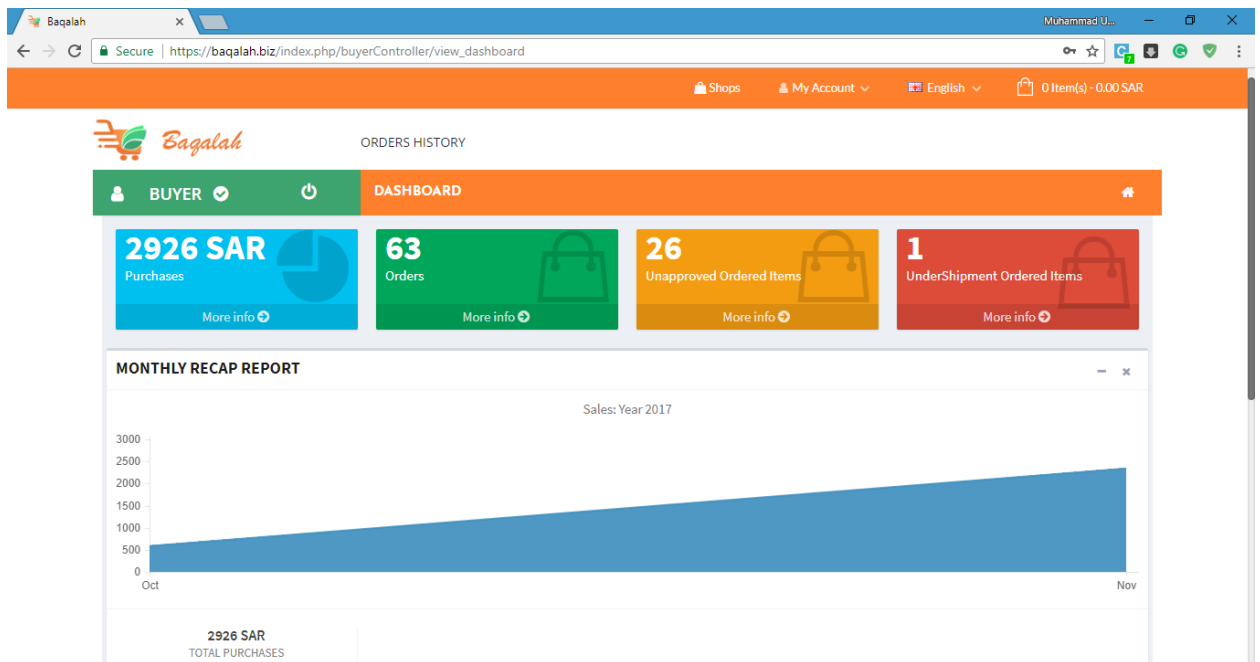 Baqalah
Muhammad U...
Secure https://baqalah.biz/index.php/buyerController/view_dashboard
7
Shops My Account English 0 Item(s) - 0.00 SAR
Baqalah ORDERS HISTORY
BUYER DASHBOARD
2926 SAR
Purchases
More info
63
Orders
More info
26
Unapproved Ordered Items
More info
1
UnderShipment Ordered Items
More info
MONTHLY RECAP REPORT
Sales: Year 2017
3000
2500
2000
1500
1000
500
0
Oct Nov
2926 SAR
TOTAL PURCHASES